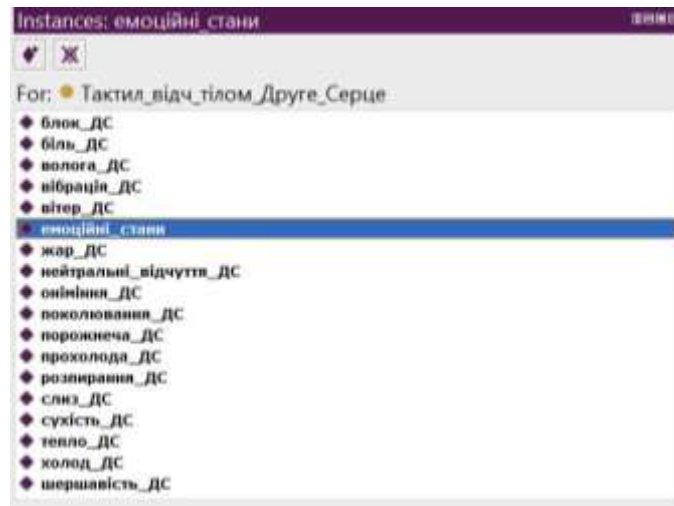 Instances: емоційні_стани
For: Тактил_відч_тілом_Друге_Серце
блок_ДС
біль_ДС
волога_ДС
вібрація_ДС
вітер_ДС
емоційні_стани
жар_ДС
нейтральні_відчуття_ДС
оніміння_ДС
поколювання_ДС
порожнеча_ДС
прохолода_ДС
розпирання_ДС
слиз_ДС
сухість_ДС
тепло_ДС
холод_ДС
шершавість_ДС